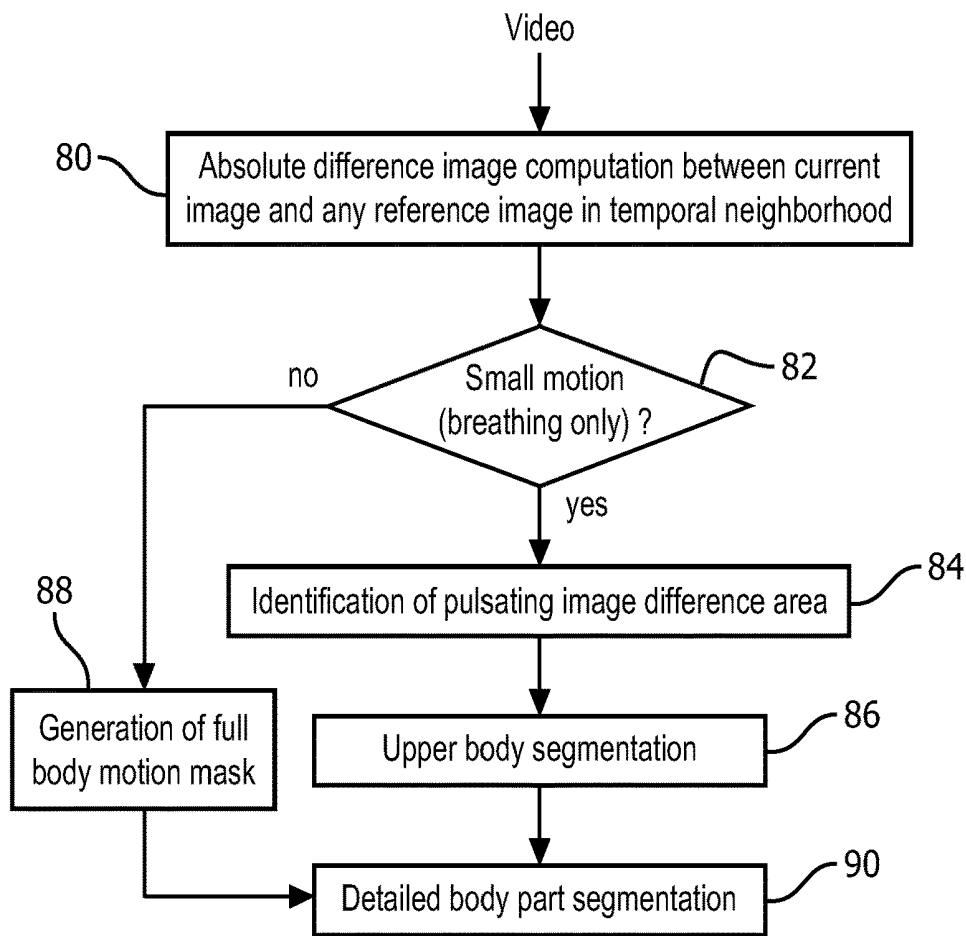 Video
80
Absolute difference image computation between current
image and any reference image in temporal neighborhood
82
no
Small motion
(breathing only) ?
yes
84
Identification of pulsating image difference area
88
Generation of full
body motion mask
86
Upper body segmentation
90
Detailed body part segmentation